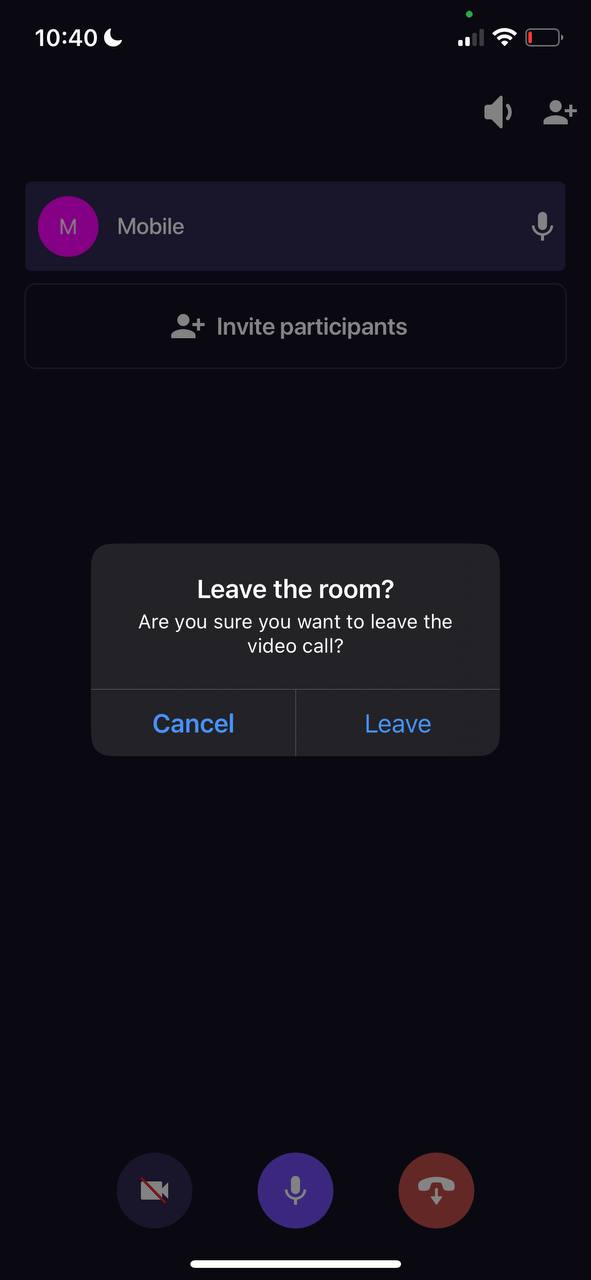 10:40
M Mobile
Invite participants
Leave the room?
Are you sure you want to leave the
video call?
Cancel Leave